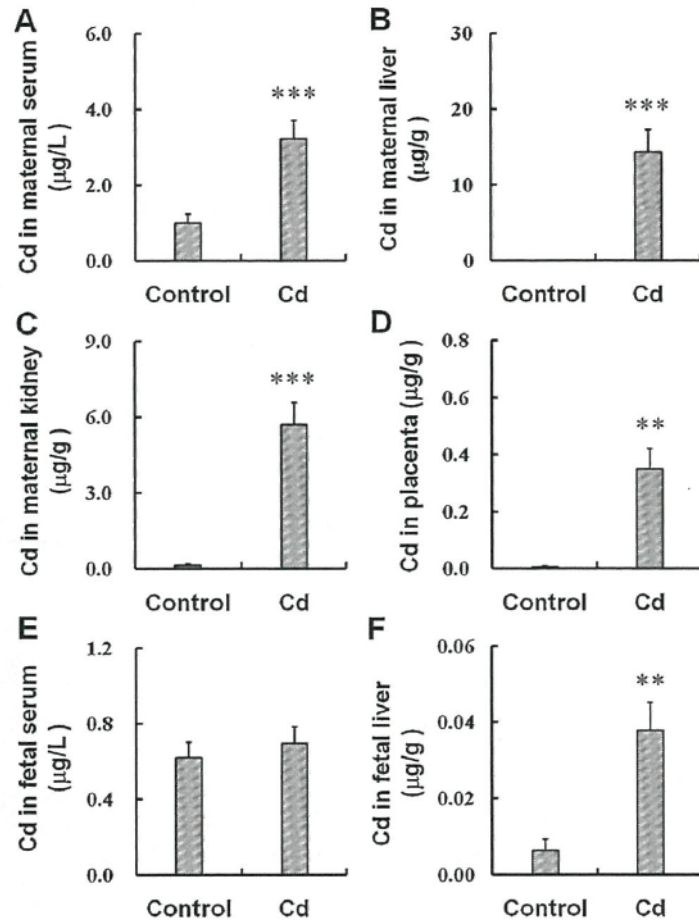 A
Cd in maternal serum
(µg/L)
6.0
4.0
2.0
0.0
***
Control Cd
B
Cd in maternal liver
(µg/g)
30
20
10
0
***
Control Cd
C
Cd in maternal kidney
(µg/g)
9.0
6.0
3.0
0.0
***
Control Cd
D
Cd in placenta (µg/g)
0.8
0.6
0.4
0.2
0.0
**
Control Cd
E
Cd in fetal serum
(µg/L)
1.2
0.8
0.4
0.0
Control Cd
F
Cd in fetal liver
(µg/g)
0.06
0.04
0.02
0.00
**
Control Cd